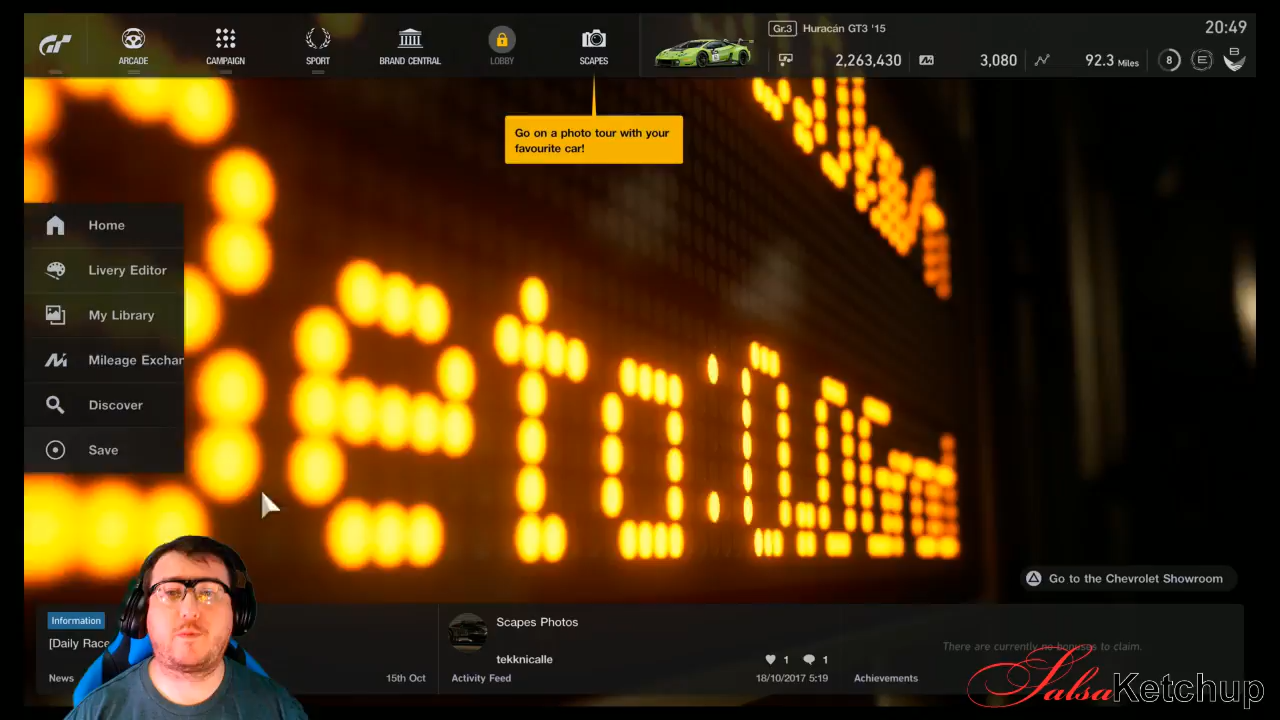 ARCADE
CAMPAIGN
SPORT
BRAND CENTRAL
LOBBY
SCAPES
Gr.3 Huracán GT3 '15
20:49
2,263,430
3,080
92.3 Miles
8
E
B
Go on a photo tour with your
favourite car!
Home
Livery Editor
My Library
Mileage Exchan
Discover
Save
eto:
Go to the Chevrolet Showroom
Information
[Daily Race
News
15th Oct
Scapes Photos
tekknicalle
1 1
Activity Feed
18/10/2017 5:19
There are currently no bonuses to claim.
Achievements
SalsaKetchup